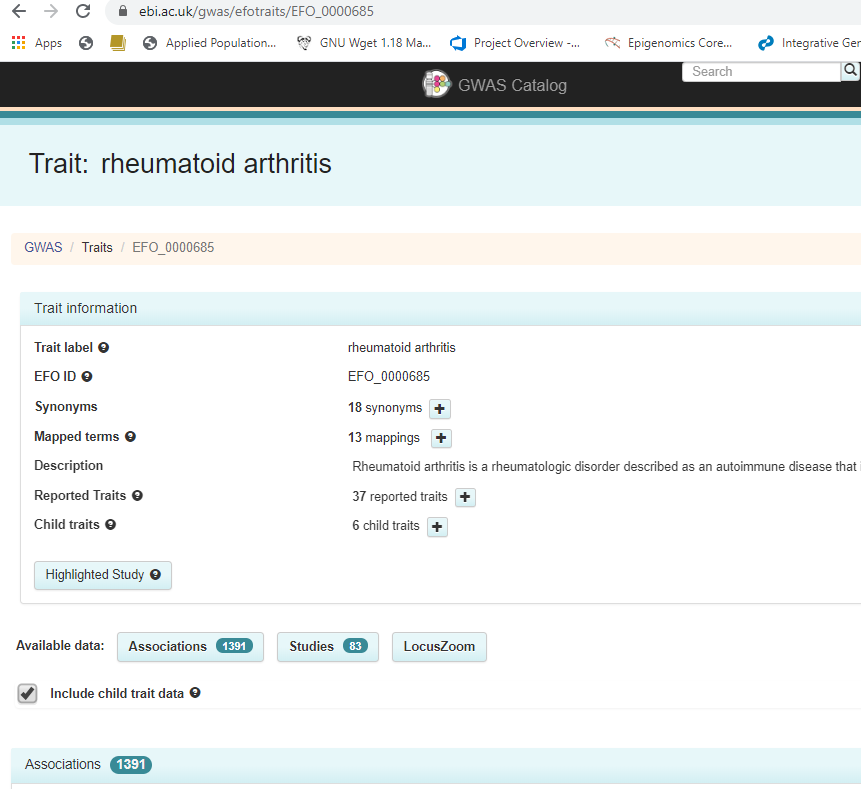 ebi.ac.uk/gwas/efotraits/EFO_0000685
Apps Applied Population... GNU Wget 1.18 Ma... Project Overview -... Epigenomics Core... Integrative Ger
GWAS Catalog
Search
Trait: rheumatoid arthritis
GWAS / Traits / EFO_0000685
Trait information
Trait label rheumatoid arthritis
EFO ID EFO_0000685
Synonyms 18 synonyms
Mapped terms 13 mappings
Description Rheumatoid arthritis is a rheumatologic disorder described as an autoimmune disease that
Reported Traits 37 reported traits
Child traits 6 child traits
Highlighted Study
Available data: Associations 1391 Studies 83 LocusZoom
Include child trait data
Associations 1391